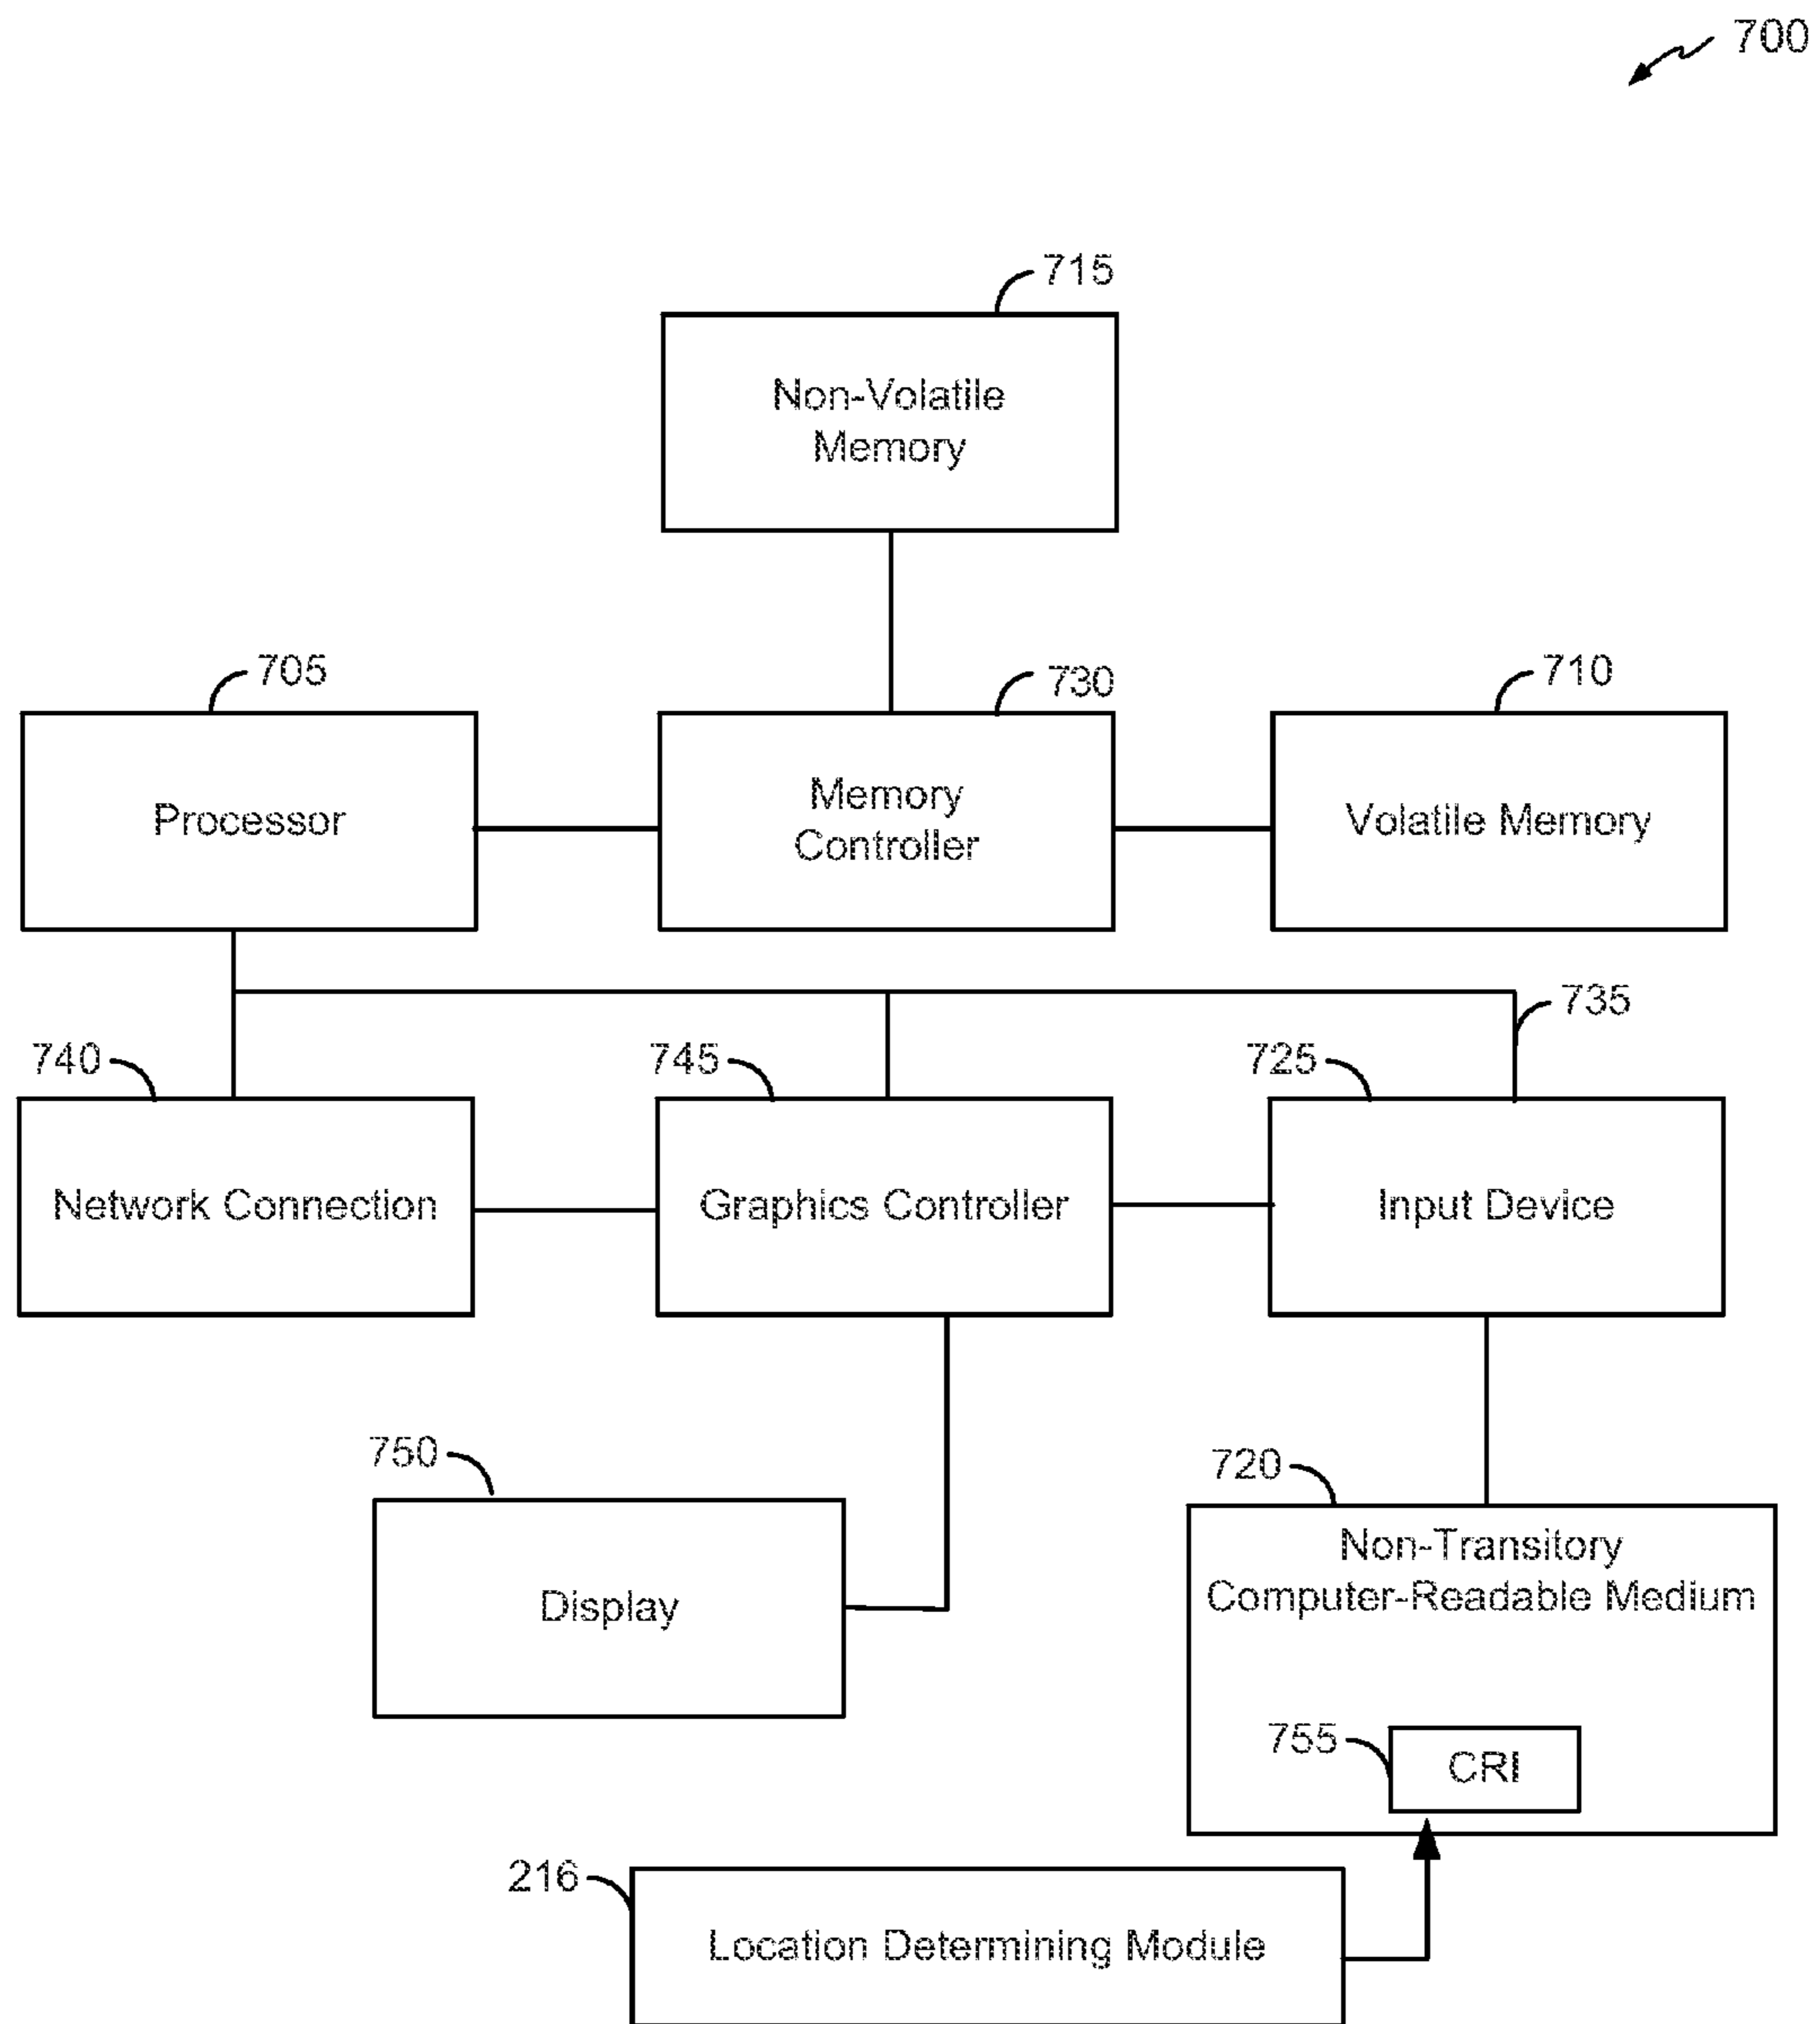 700
715
Non-Volatile
Memory
705
730
710
Processor
Memory
Controller
Volatile Memory
735
740
745
725
Network Connection
Graphics Controller
Input Device
750
720
Display
Non-Transitory
Computer-Readable Medium
755
CRI
216
Location Determining Module